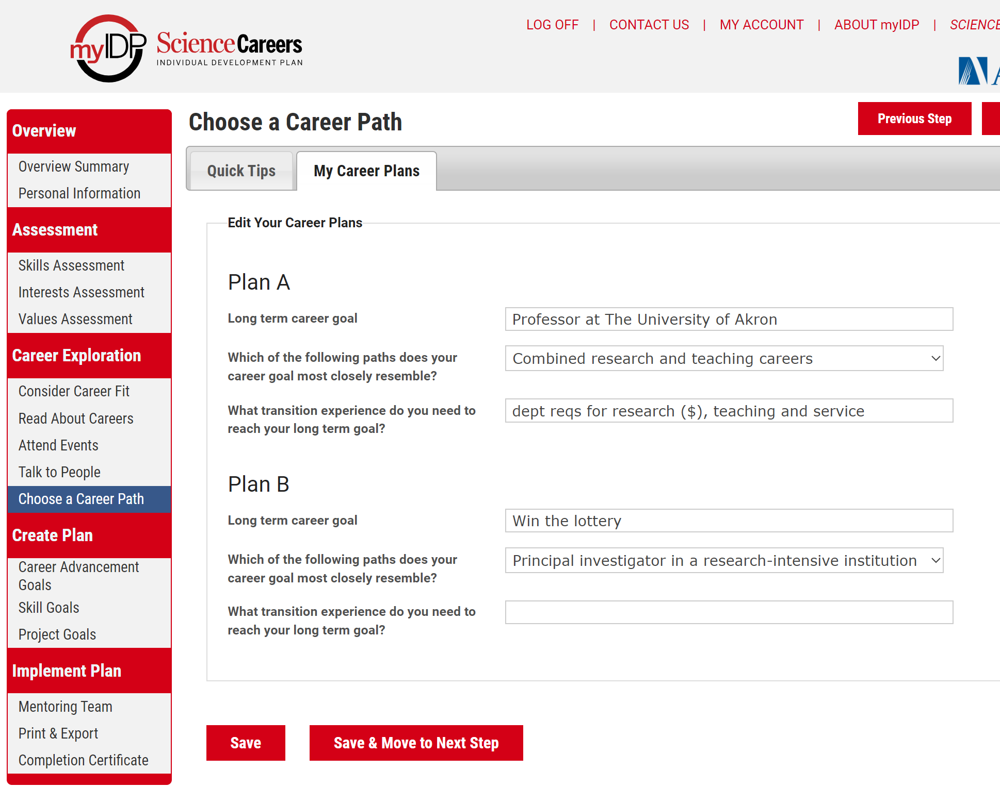 LOG OFF | CONTACT US | MY ACCOUNT | ABOUT myIDP | SCIENCE
myIDP Science Careers
INDIVIDUAL DEVELOPMENT PLAN
Choose a Career Path
Previous Step
Overview
Overview Summary
Personal Information
Assessment
Skills Assessment
Interests Assessment
Values Assessment
Career Exploration
Consider Career Fit
Read About Careers
Attend Events
Talk to People
Choose a Career Path
Create Plan
Career Advancement
Goals
Skill Goals
Project Goals
Implement Plan
Mentoring Team
Print & Export
Completion Certificate
Quick Tips
My Career Plans
Edit Your Career Plans
Plan A
Long term career goal
Professor at The University of Akron
Which of the following paths does your
career goal most closely resemble?
Combined research and teaching careers
What transition experience do you need to
reach your long term goal?
dept reqs for research ($), teaching and service
Plan B
Long term career goal
Win the lottery
Which of the following paths does your
career goal most closely resemble?
Principal investigator in a research-intensive institution
What transition experience do you need to
reach your long term goal?
Save
Save & Move to Next Step